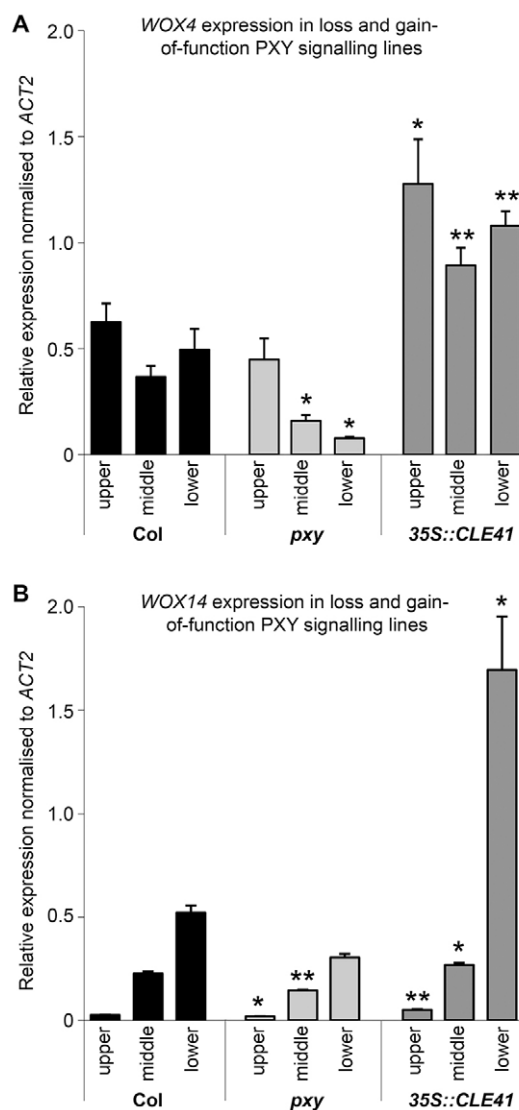 A
WOX4 expression in loss and gain-
of-function PXY signalling lines
Relative expression normalised to ACT2
2.0
1.5
1.0
0.5
0
*
**
**
*
*
upper
middle
lower
upper
middle
lower
upper
middle
lower
Col
pxy
35S::CLE41
B
WOX14 expression in loss and gain-
of-function PXY signalling lines
Relative expression normalised to ACT2
2.0
1.5
1.0
0.5
0
*
*
**
**
*
upper
middle
lower
upper
middle
lower
upper
middle
lower
Col
pxy
35S::CLE41